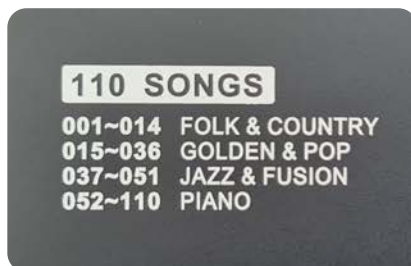 110 SONGS
001~014 FOLK & COUNTRY
015~036 GOLDEN & POP
037~051 JAZZ & FUSION
052~110 PIANO